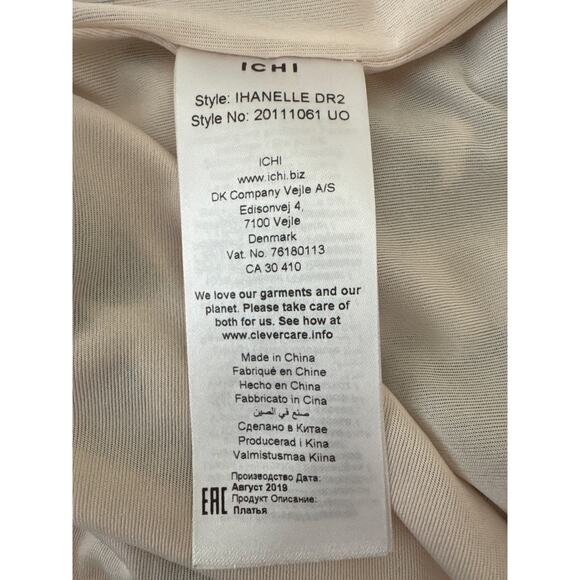 ICHI
Style: IHANELLE DR2
Style No: 20111061 UO
ICHI
www.ichi.biz
DK Company Vejle A/S
Edisonvej 4,
7100 Vejle
Denmark
Vat. No. 76180113
CA 30 410
We love our garments and our
planet. Please take care of
both for us. See how at
www.clevercare.info
Made in China
Fabriqué en Chine
Hecho en China
Fabbricato in Cina
صنع في الصين
Сделано в Китае
Producerad i Kina
Valmistusmaa Kiina
Производство Дата:
Август 2019
Продукт Описание:
Платья
EAC